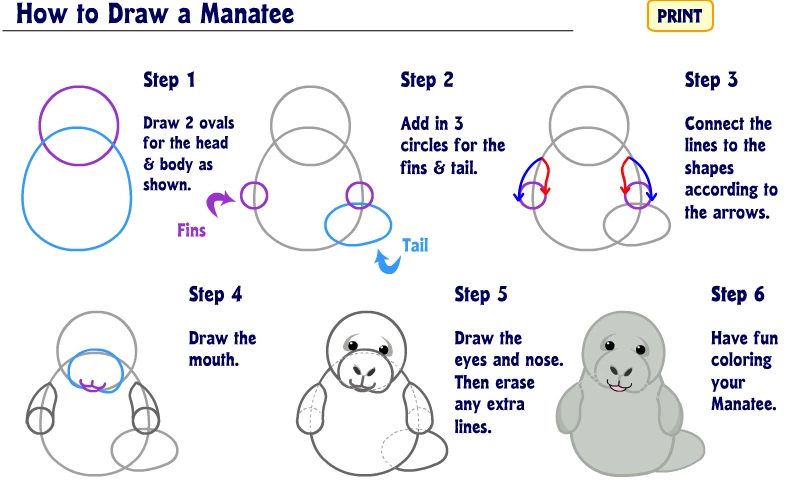 How to Draw a Manatee
PRINT
Step 1
Draw 2 ovals
for the head
& body as
shown.
Fins
Step 2
Add in 3
circles for the
fins & tail.
Tail
Step 3
Connect the
lines to the
shapes
according to
the arrows.
Step 4
Draw the
mouth.
Step 5
Draw the
eyes and nose.
Then erase
any extra
lines.
Step 6
Have fun
coloring
your
Manatee.